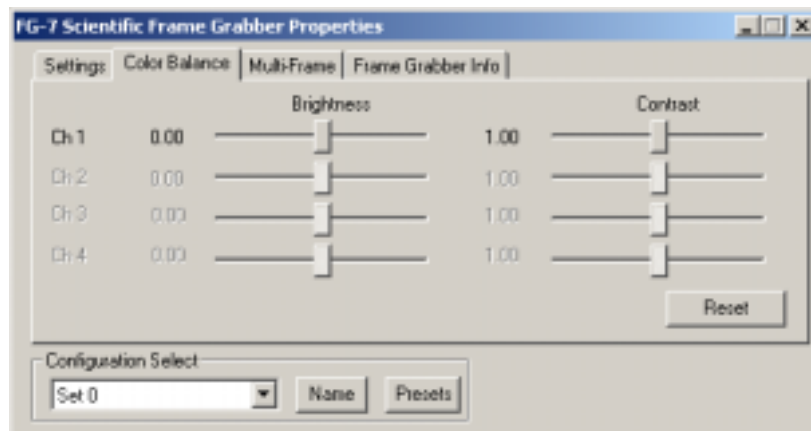 FG-7 Scientific Frame Grabber Properties
Settings Color Balance Multi-Frame Frame Grabber Info
Brightness Contrast
Ch 1 0.00 1.00
Ch 2 0.00 1.00
Ch 3 0.00 1.00
Ch 4 0.00 1.00
Reset
Configuration Select
Set 0 Name Presets